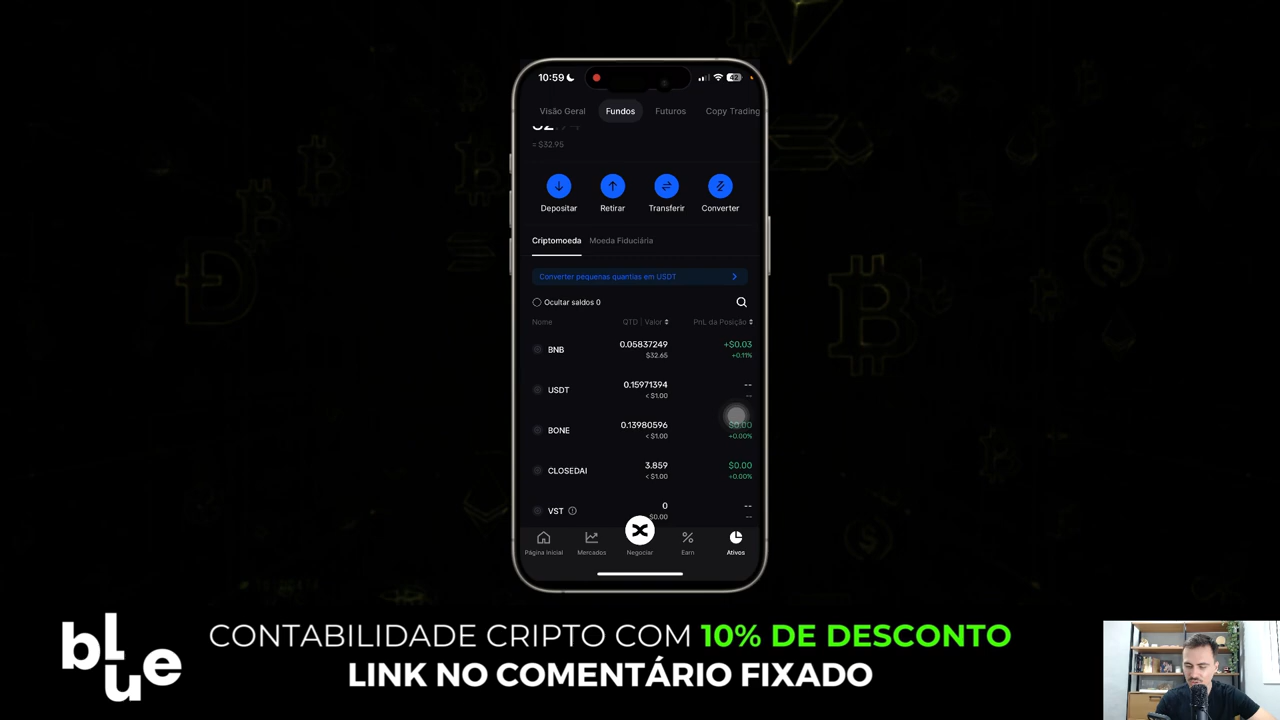 10:59
42
Visão Geral Fundos Futuros Copy Trading
≈ $32.95
Depositar Retirar Transferir Converter
Criptomoeda Moeda Fiduciária
Converter pequenas quantias em USDT
Ocultar saldos 0
Nome QTD | Valor PnL da Posição
BNB 0.05837249 +$0.03
$32.65 +0.11%
USDT 0.15971394 --
< $1.00 --
BONE 0.13980596 $0.00
< $1.00 +0.00%
CLOSEDAI 3.859 $0.00
< $1.00 +0.00%
VST 0 --
$0.00 --
Página Inicial Mercados Negociar Earn Ativos
blue
CONTABILIDADE CRIPTO COM 10% DE DESCONTO
LINK NO COMENTÁRIO FIXADO